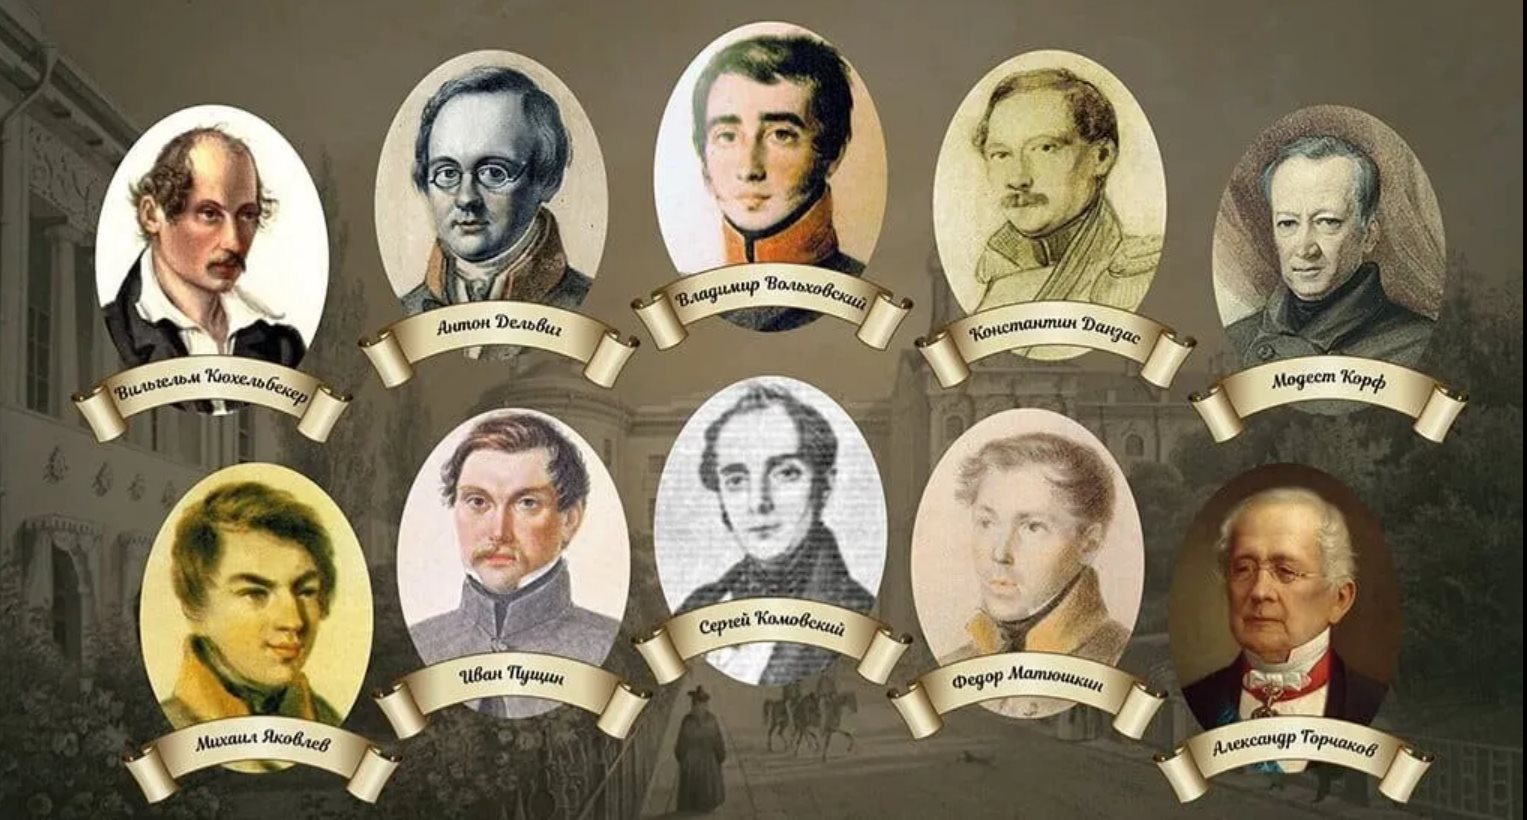 Вильгельм Кюхельбекер
Антон Дельвиг
Владимир Вольховский
Константин Данзас
Модест Корф
Михаил Яковлев
Иван Пущин
Сергей Комовский
Федор Матюшкин
Александр Горчаков